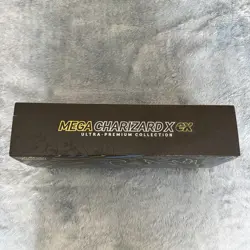 MEGA CHARIZARD X ex
ULTRA-PREMIUM COLLECTION